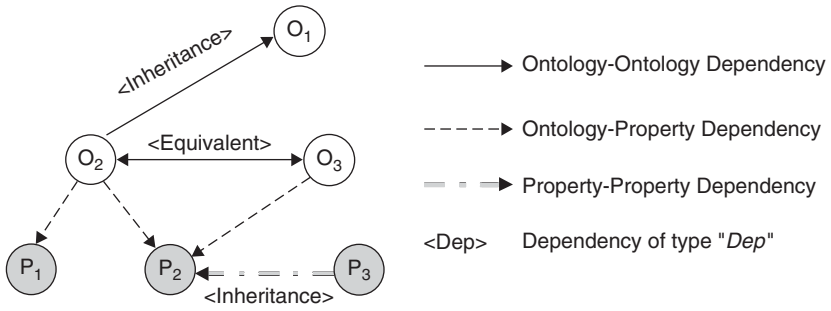 O1
<Inheritance>
Ontology-Ontology Dependency
Ontology-Property Dependency
O2
<Equivalent>
O3
Property-Property Dependency
<Dep> Dependency of type "Dep"
P1
P2
P3
<Inheritance>